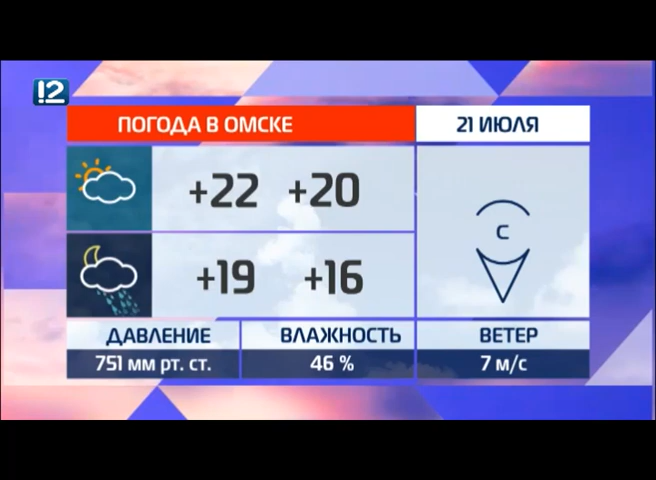 12
ПОГОДА В ОМСКЕ
21 ИЮЛЯ
+22 +20
С
+19 +16
ДАВЛЕНИЕ
ВЛАЖНОСТЬ
ВЕТЕР
751 мм рт. ст.
46 %
7 м/с